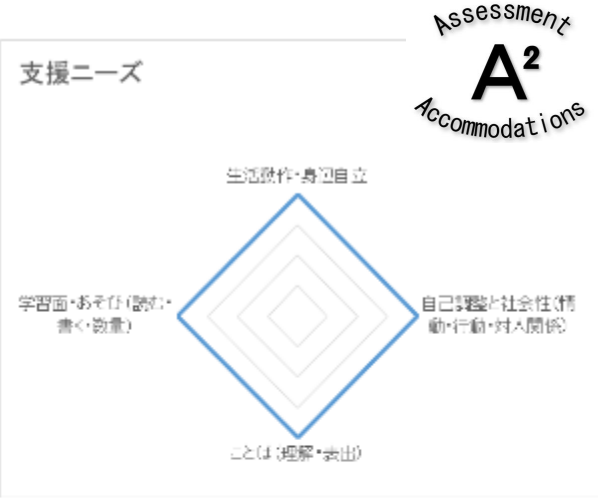 Assessment
A²
Accommodations
支援ニーズ
生活動作・身辺自立
学習面・あそび(読む・
書く・数量)
自己調整と社会性(情
動・行動・対人関係)
ことば(理解・表出)